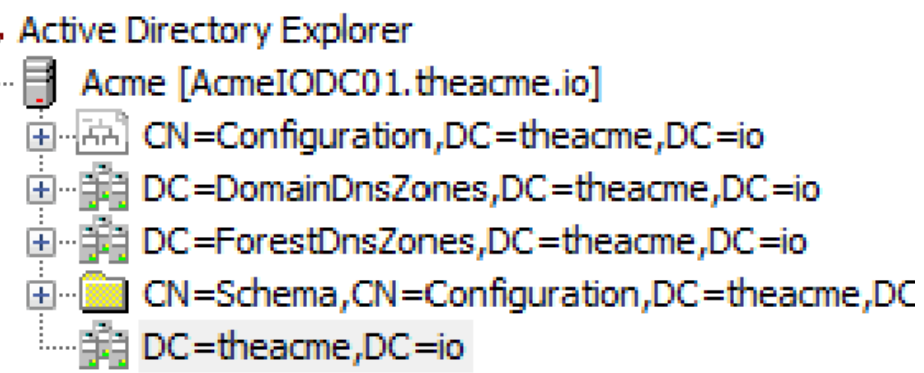 Active Directory Explorer
Acme [AcmeIODC01.theacme.io]
CN=Configuration,DC=theacme,DC=io
DC=DomainDnsZones,DC=theacme,DC=io
DC=ForestDnsZones,DC=theacme,DC=io
CN=Schema,CN=Configuration,DC=theacme,DC
DC=theacme,DC=io